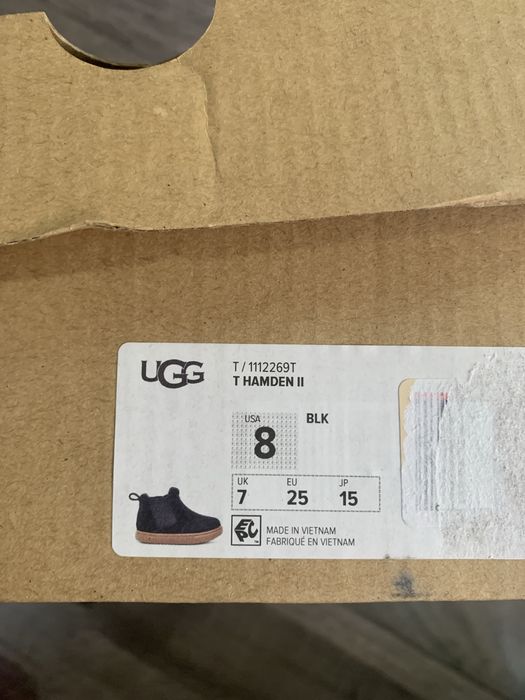 UGG
T / 1112269T
T HAMDEN II
USA
8
BLK
UK EU JP
7 25 15
EPC
MADE IN VIETNAM
FABRIQUÉ EN VIETNAM